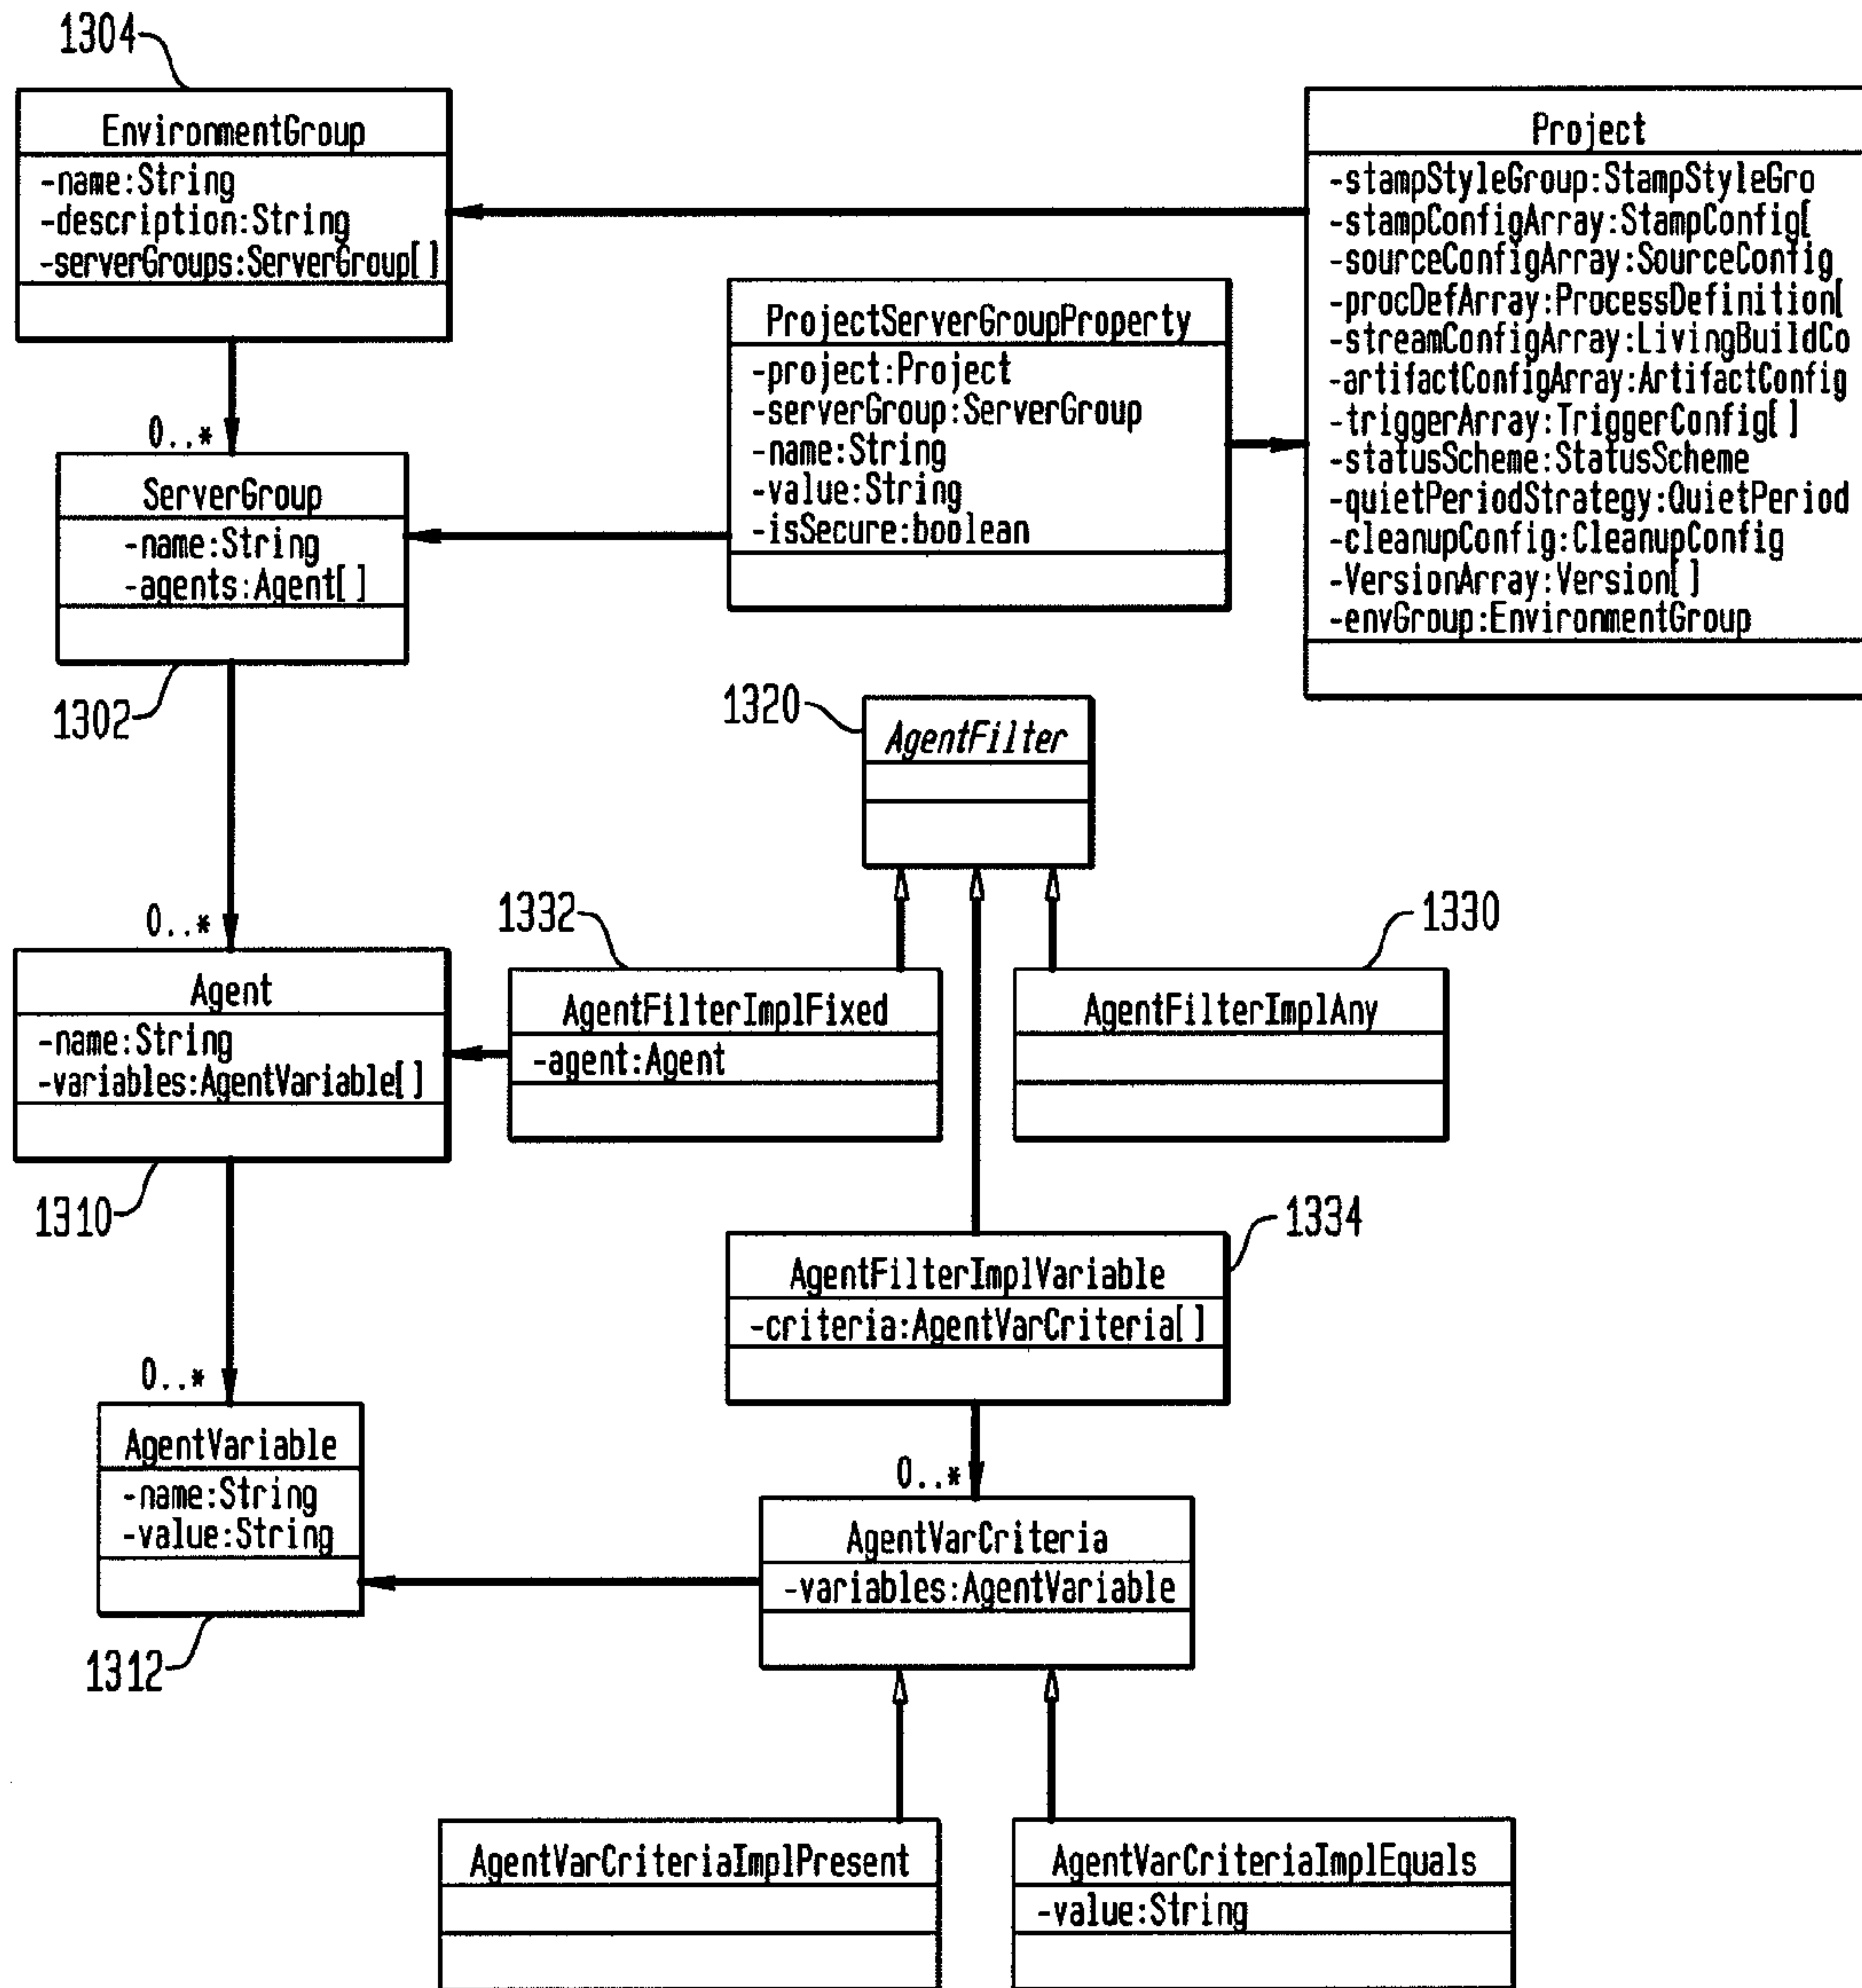 1304
EnvironmentGroup
-name:String
-description:String
-serverGroups:ServerGroup[]
Project
-stampStyleGroup:StampStyleGro
-stampConfigArray:StampConfig[
-sourceConfigArray:SourceConfig
-procDefArray:ProcessDefinition[
-streamConfigArray:LivingBuildCo
-artifactConfigArray:ArtifactConfig
-triggerArray:TriggerConfig[]
-statusScheme:StatusScheme
-quietPeriodStrategy:QuietPeriod
-cleanupConfig:CleanupConfig
-VersionArray:Version[]
-envGroup:EnvironmentGroup
ProjectServerGroupProperty
-project:Project
-serverGroup:ServerGroup
-name:String
-value:String
-isSecure:boolean
0..*
ServerGroup
-name:String
-agents:Agent[]
1302
1320
AgentFilter
0..*
1332
1330
Agent
-name:String
-variables:AgentVariable[]
AgentFilterImplFixed
-agent:Agent
AgentFilterImplAny
1310
1334
AgentFilterImplVariable
-criteria:AgentVarCriteria[]
0..*
AgentVariable
-name:String
-value:String
0..*
AgentVarCriteria
-variables:AgentVariable
1312
AgentVarCriteriaImplPresent
AgentVarCriteriaImplEquals
-value:String